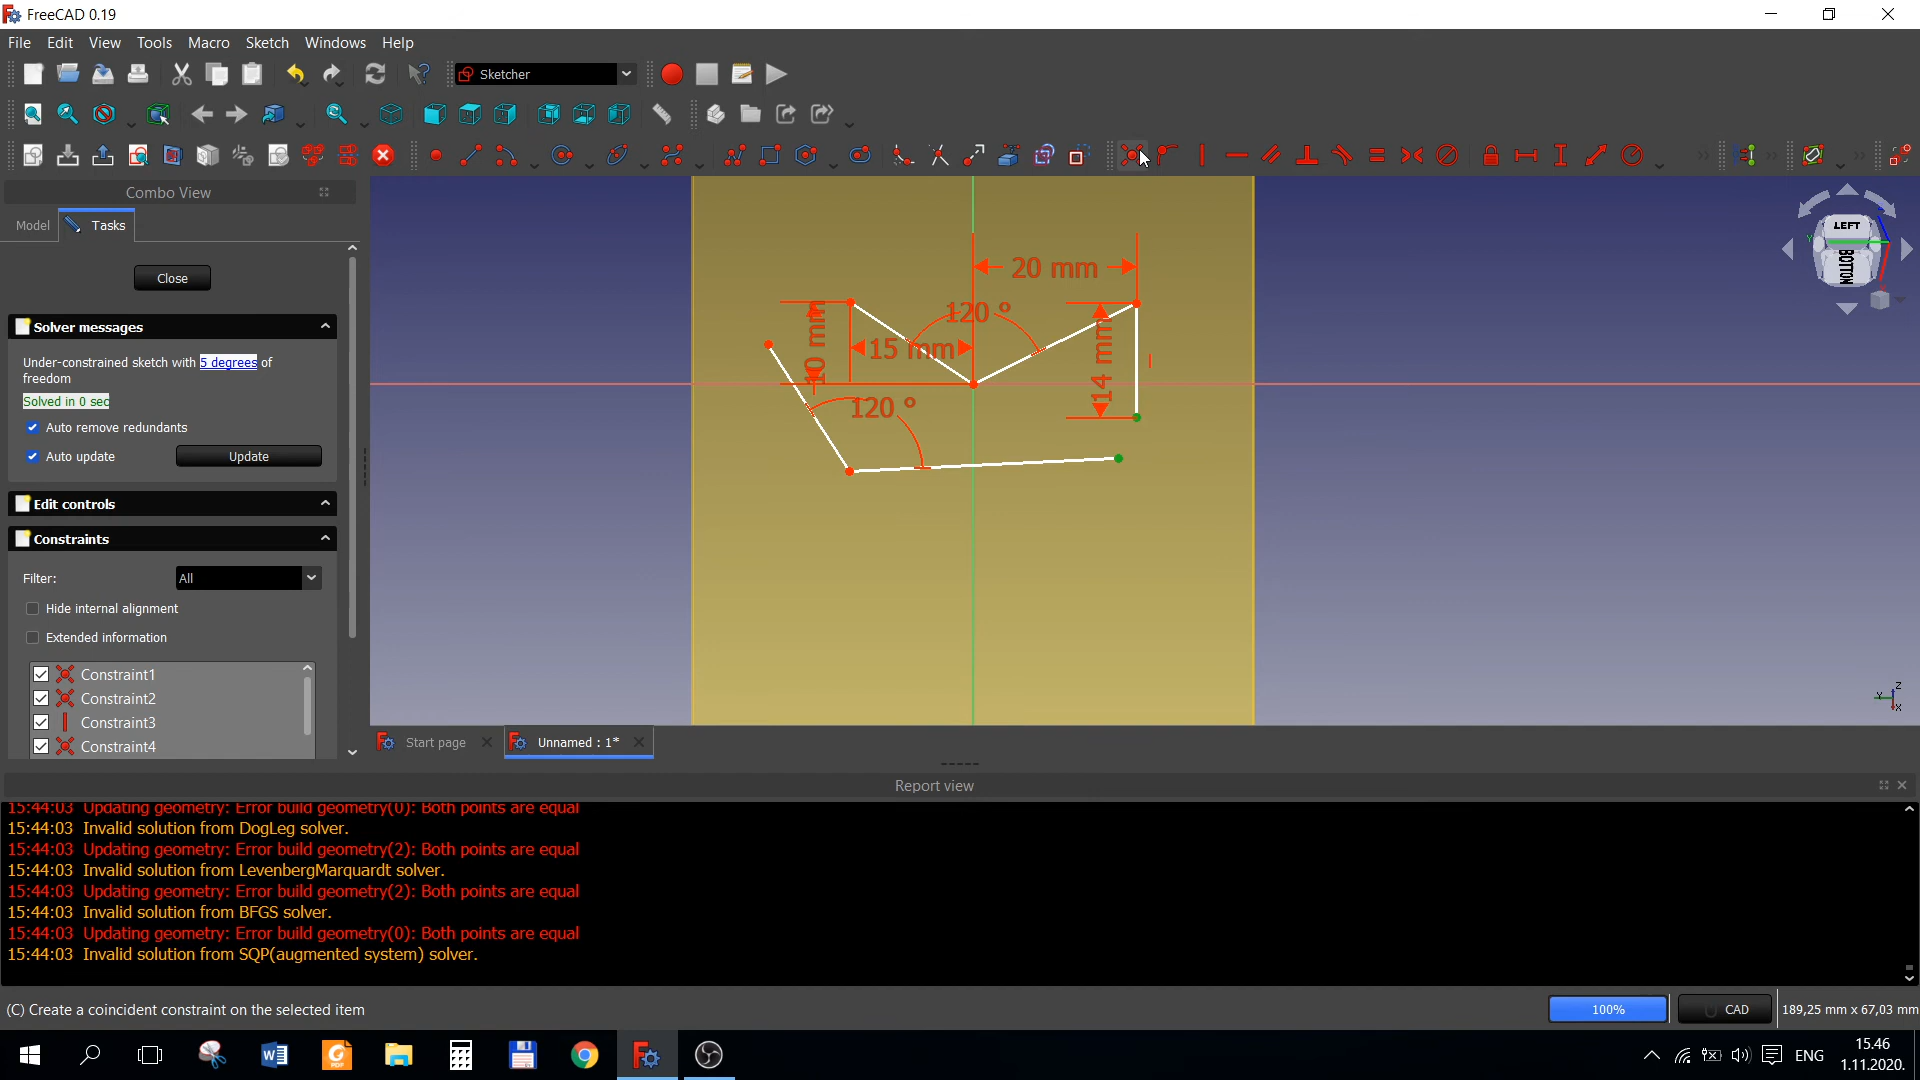 FreeCAD 0.19
File Edit View Tools Macro Sketch Windows Help
Sketcher
Combo View
Model Tasks
Close
Solver messages
Under-constrained sketch with 5 degrees of
freedom
Solved in 0 sec
Auto remove redundants
Auto update Update
Edit controls
Constraints
Filter: All
Hide internal alignment
Extended information
Constraint1
Constraint2
Constraint3
Constraint4
20 mm
120 °
10 mm
15 mm
14 mm
120 °
LEFT
BOTTOM
Y
Z
Y
X
Start page Unnamed : 1*
Report view
15:44:03 Updating geometry: Error build geometry(0): Both points are equal
15:44:03 Invalid solution from DogLeg solver.
15:44:03 Updating geometry: Error build geometry(2): Both points are equal
15:44:03 Invalid solution from LevenbergMarquardt solver.
15:44:03 Updating geometry: Error build geometry(2): Both points are equal
15:44:03 Invalid solution from BFGS solver.
15:44:03 Updating geometry: Error build geometry(0): Both points are equal
15:44:03 Invalid solution from SQP(augmented system) solver.
(C) Create a coincident constraint on the selected item
100% CAD 189,25 mm x 67,03 mm
ENG
15.46
1.11.2020.